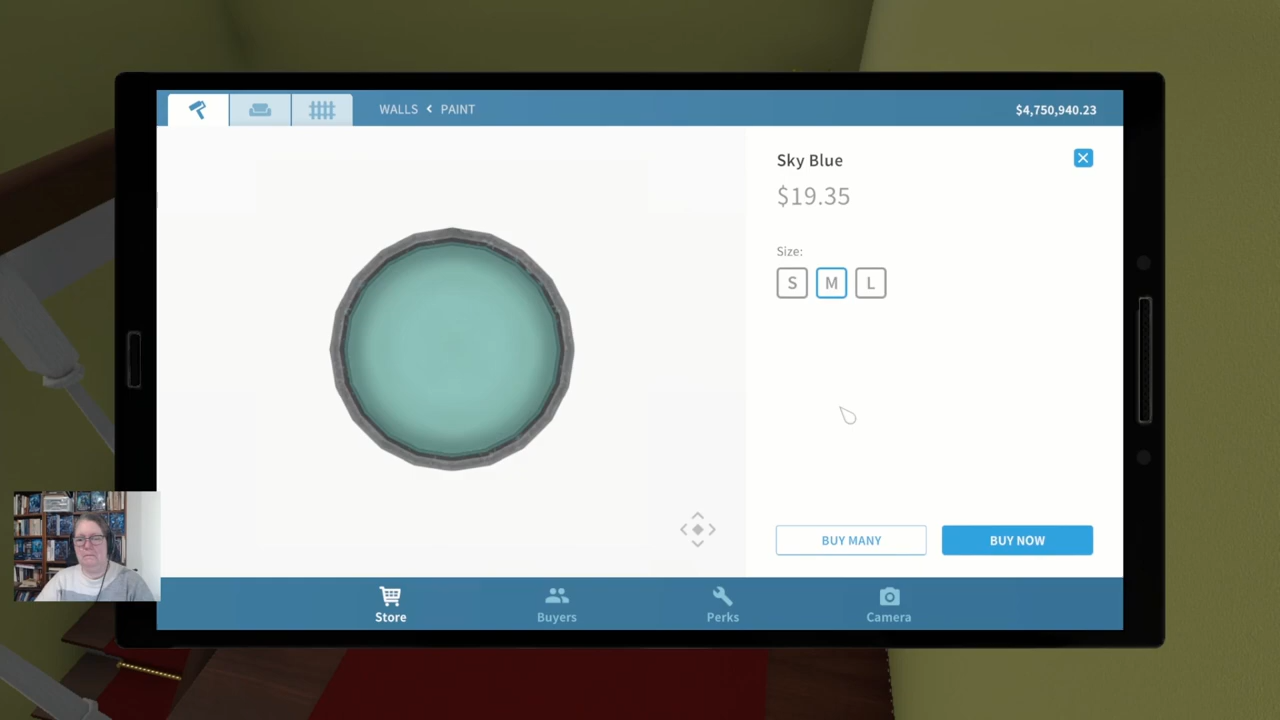 WALLS < PAINT
$4,750,940.23
Sky Blue
$19.35
Size:
S M L
BUY MANY
BUY NOW
Store
Buyers
Perks
Camera